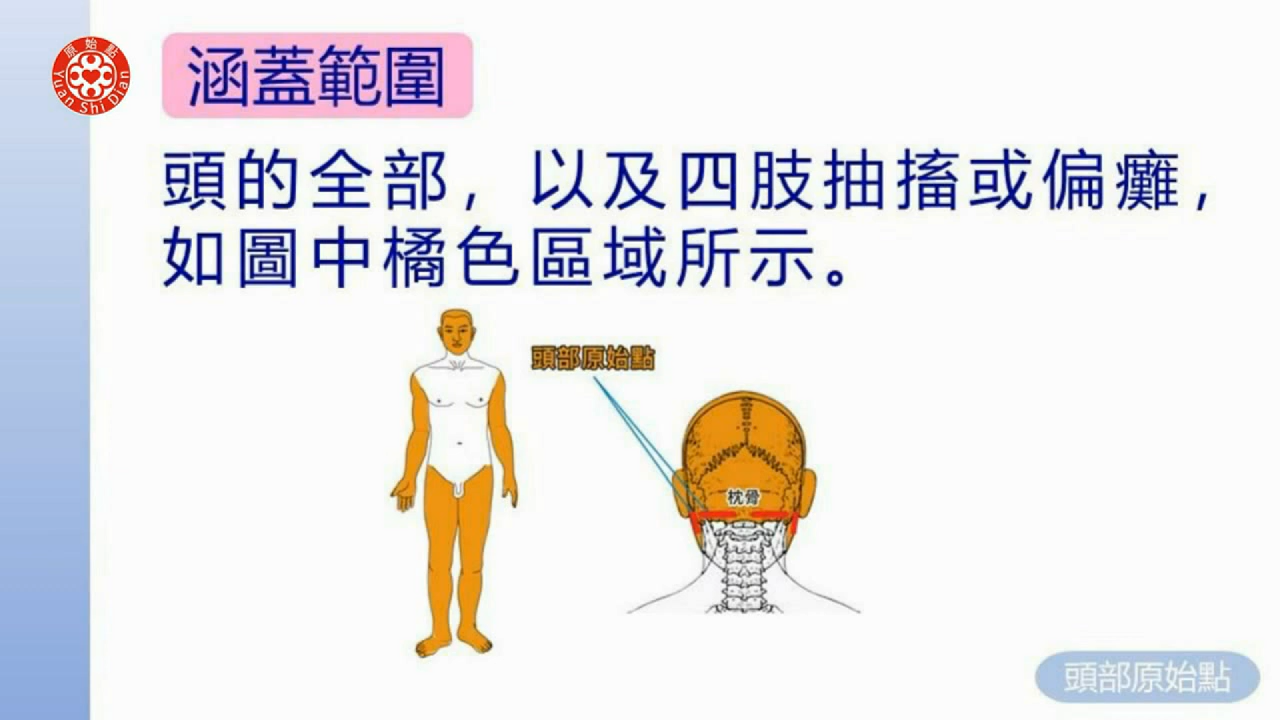 原始點
Yuan Shi Dian
涵蓋範圍
頭的全部，以及四肢抽搐或偏癱，
如圖中橘色區域所示。
頭部原始點
枕骨
頭部原始點